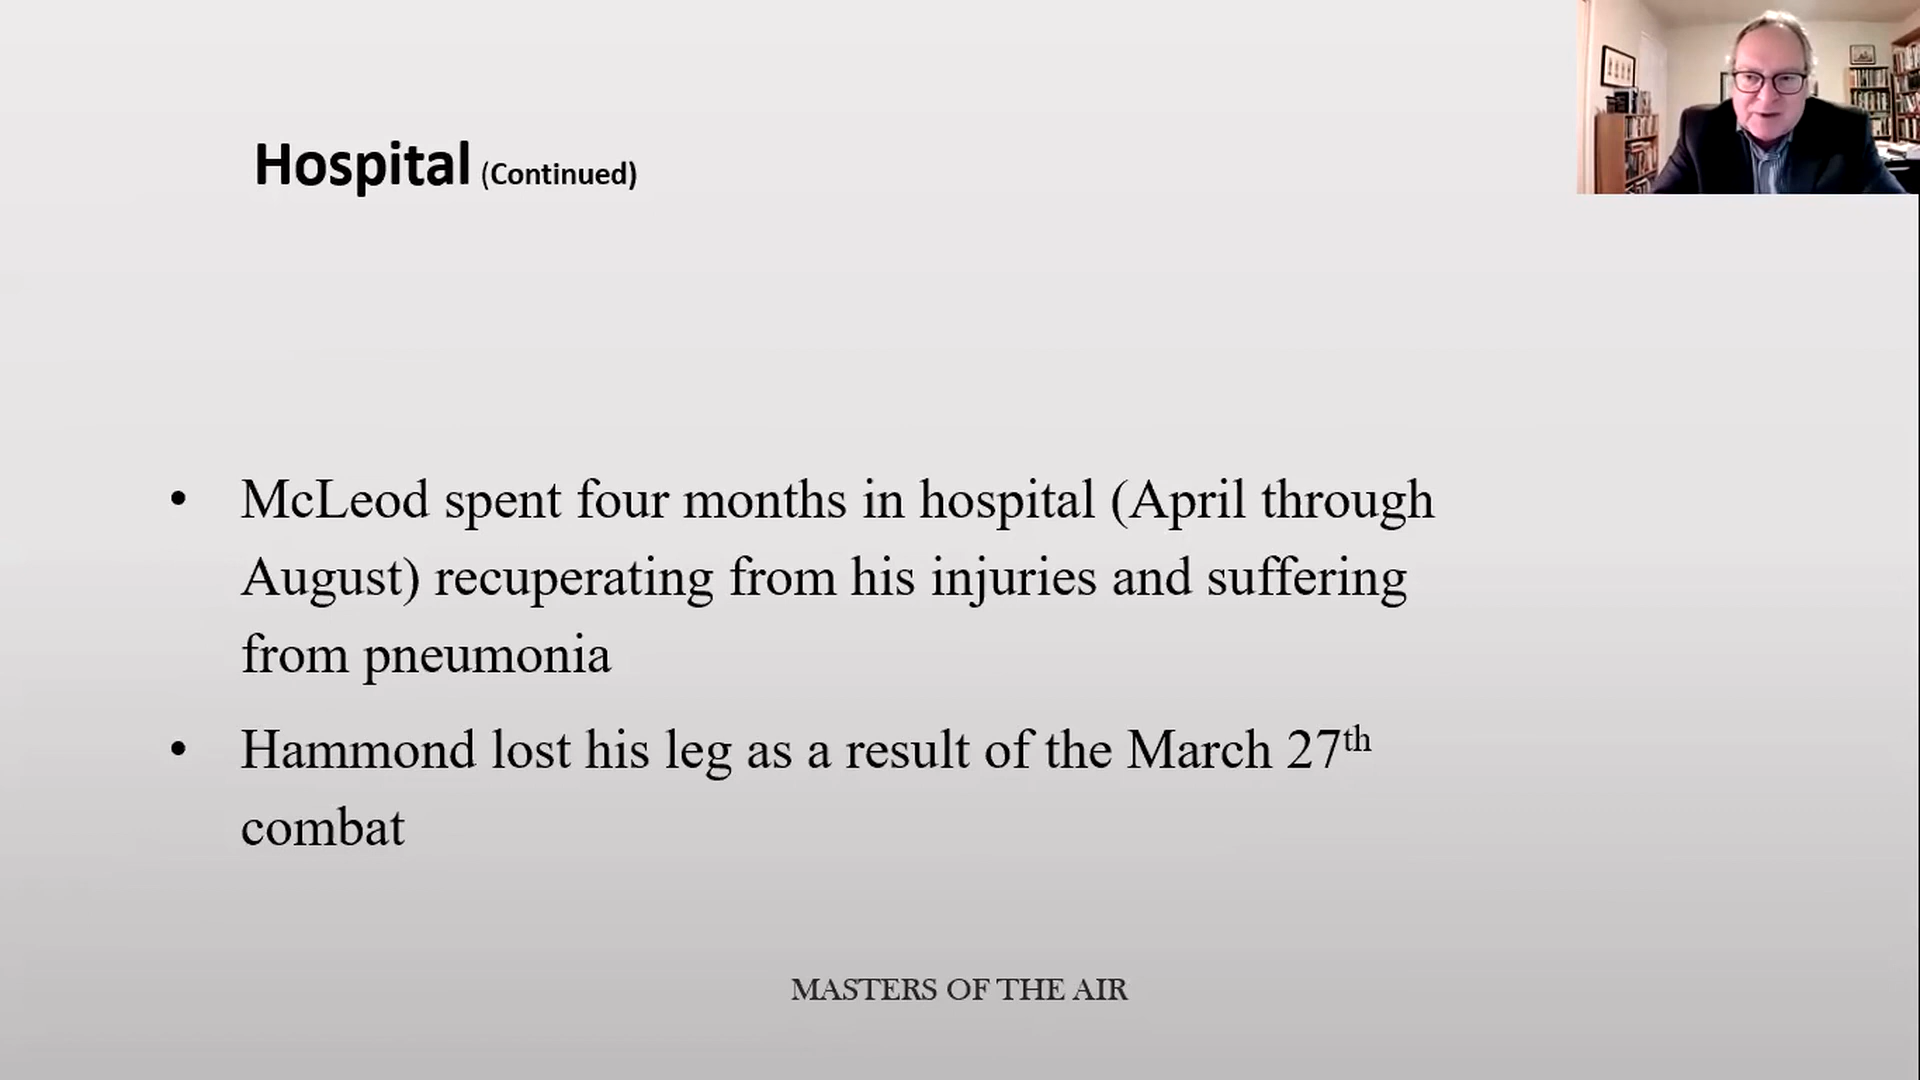 Hospital (Continued)
• McLeod spent four months in hospital (April through
August) recuperating from his injuries and suffering
from pneumonia
• Hammond lost his leg as a result of the March 27th
combat
MASTERS OF THE AIR